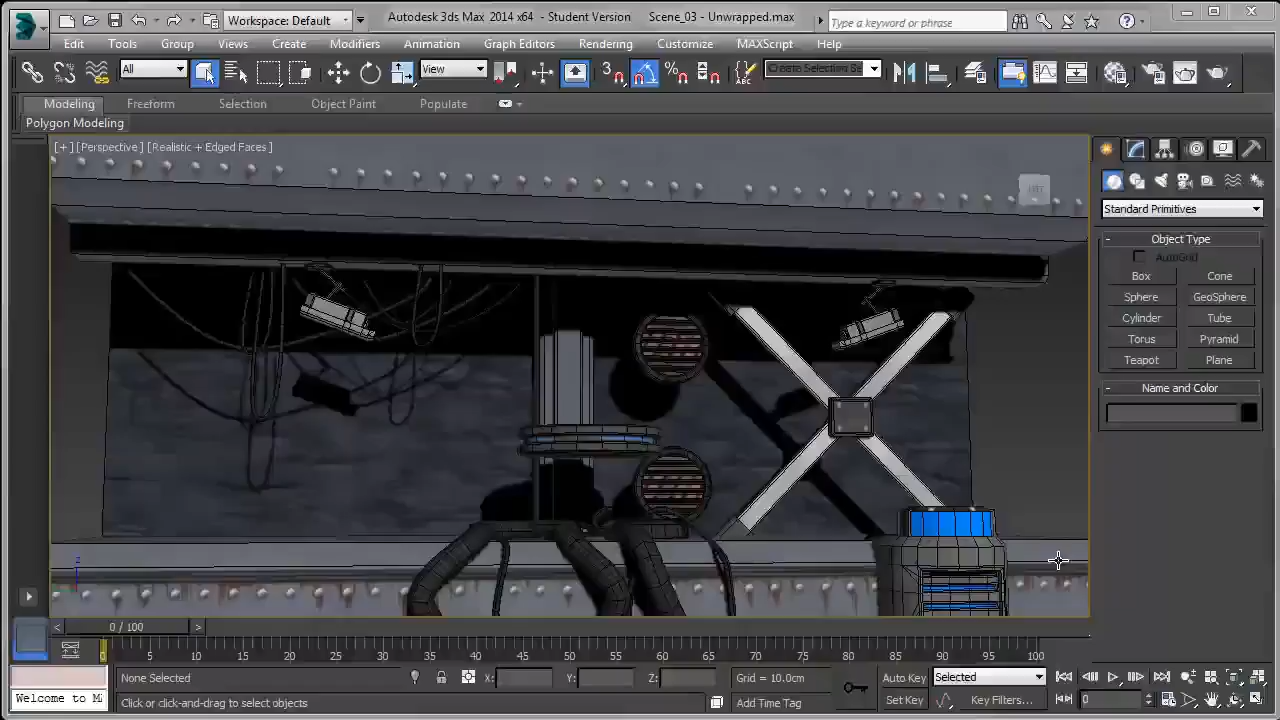 Workspace: Default
Autodesk 3ds Max 2014 x64 - Student Version Scene_03 - Unwrapped.max
Type a keyword or phrase
Edit Tools Group Views Create Modifiers Animation Graph Editors Rendering Customize MAXScript Help
All View 3 Create Selection Se
Modeling Freeform Selection Object Paint Populate
Polygon Modeling
[+] [Perspective] [Realistic + Edged Faces]
Standard Primitives
- Object Type
AutoGrid
Box Cone
Sphere GeoSphere
Cylinder Tube
Torus Pyramid
Teapot Plane
- Name and Color
z
< 0 / 100 >
0 5 10 15 20 25 30 35 40 45 50 55 60 65 70 75 80 85 90 95 100
None Selected X: Y: Z: Grid = 10.0cm Auto Key Selected
Welcome to Click or click-and-drag to select objects Add Time Tag Set Key Key Filters... 0